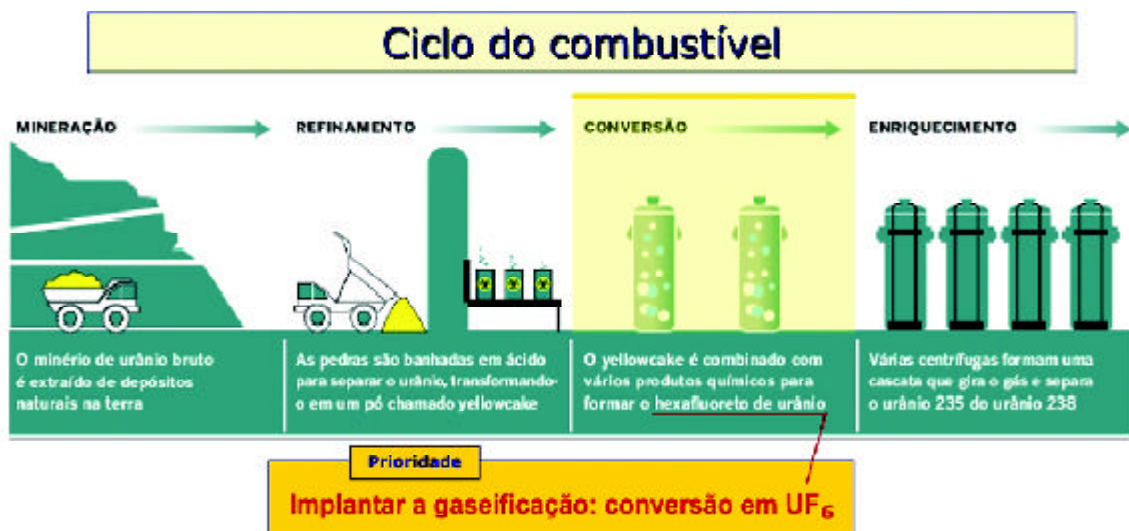 Ciclo do combustível
MINERAÇÃO
REFINAMENTO
CONVERSÃO
ENRIQUECIMENTO
O minério de urânio bruto
é extraído de depósitos
naturais na terra
As pedras são banhadas em ácido
para separar o urânio, transformando-
o em um pó chamado yellowcake
O yellowcake é combinado com
vários produtos químicos para
formar o hexafluoreto de urânio
Várias centrífugas formam uma
cascata que gira o gás e separa
o urânio 235 do urânio 238
Prioridade
Implantar a gaseificação: conversão em UF₆